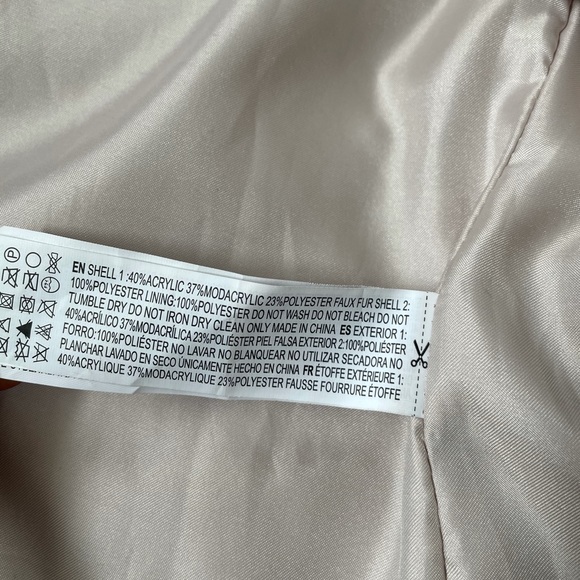 EN SHELL 1 :40%ACRYLIC 37%MODACRYLIC 23%POLYESTER FAUX FUR SHELL 2:
100%POLYESTER LINING:100%POLYESTER DO NOT WASH DO NOT BLEACH DO NOT
TUMBLE DRY DO NOT IRON DRY CLEAN ONLY MADE IN CHINA ES EXTERIOR 1:
40%ACRÍLICO 37%MODACRÍLICA 23%POLIÉSTER PIEL FALSA EXTERIOR 2:100%POLIÉSTER
FORRO:100%POLIÉSTER NO LAVAR NO BLANQUEAR NO UTILIZAR SECADORA NO
PLANCHAR LAVADO EN SECO ÚNICAMENTE HECHO EN CHINA FR ÉTOFFE EXTÉRIEURE 1:
40%ACRYLIQUE 37%MODACRYLIQUE 23%POLYESTER FAUSSE FOURRURE ÉTOFFE